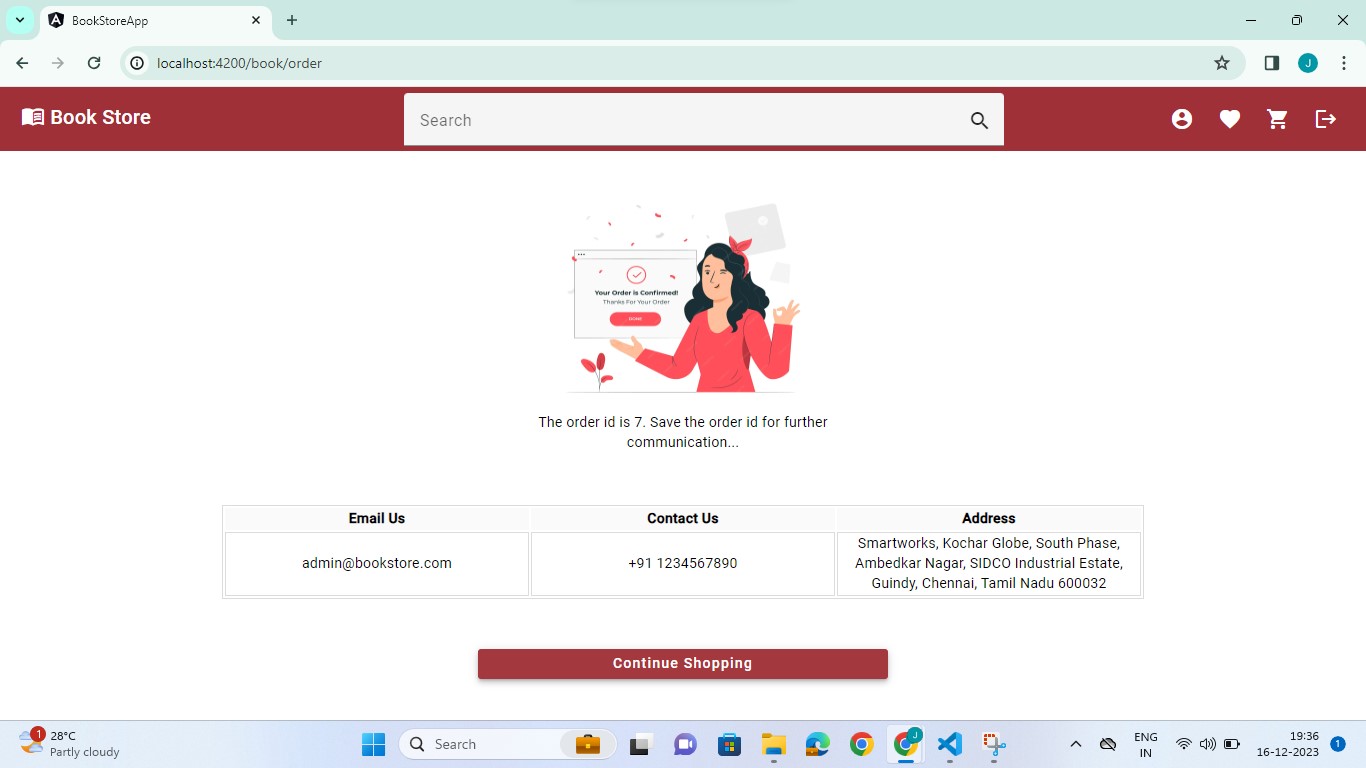 BookStoreApp
localhost:4200/book/order
J
Book Store
Search
Your Order is Confirmed!
Thanks For Your Order
The order id is 7. Save the order id for further
communication...
Email Us
Contact Us
Address
admin@bookstore.com
+91 1234567890
Smartworks, Kochar Globe, South Phase,
Ambedkar Nagar, SIDCO Industrial Estate,
Guindy, Chennai, Tamil Nadu 600032
Continue Shopping
1
28°C
Partly cloudy
Search
J
ENG
IN
19:36
16-12-2023
1